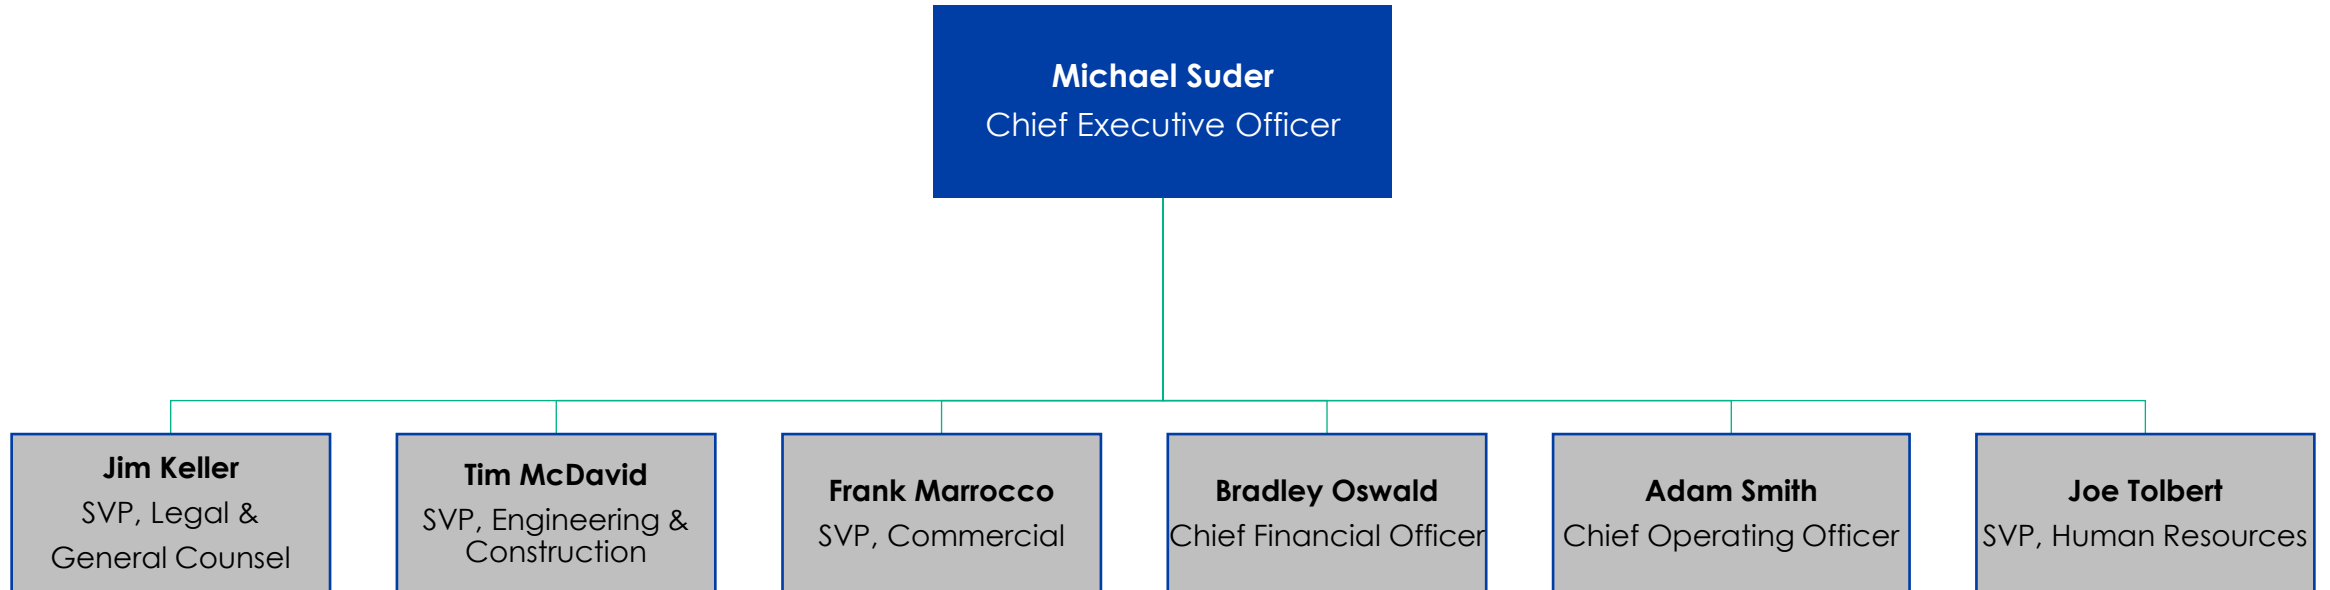 Michael Suder
Chief Executive Officer
Jim Keller
SVP, Legal &
General Counsel
Tim McDavid
SVP, Engineering &
Construction
Frank Marrocco
SVP, Commercial
Bradley Oswald
Chief Financial Officer
Adam Smith
Chief Operating Officer
Joe Tolbert
SVP, Human Resources